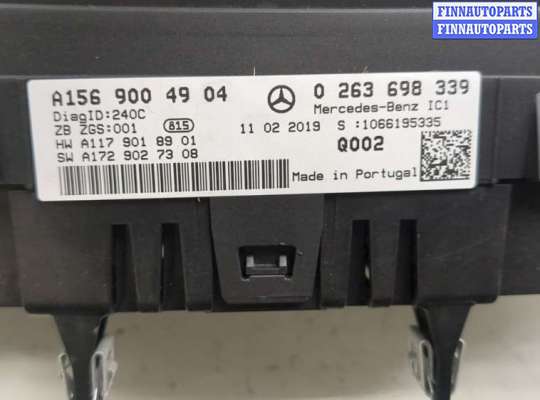 FINNAUTOPARTS
FINNAUTOPARTS
A156 900 49 04
0 263 698 339
DiagID:240C
Mercedes-Benz IC1
ZB ZGS:001 815
11 02 2019 S :1066195335
HW A117 901 89 01
Q002
SW A172 902 73 08
Made in Portugal